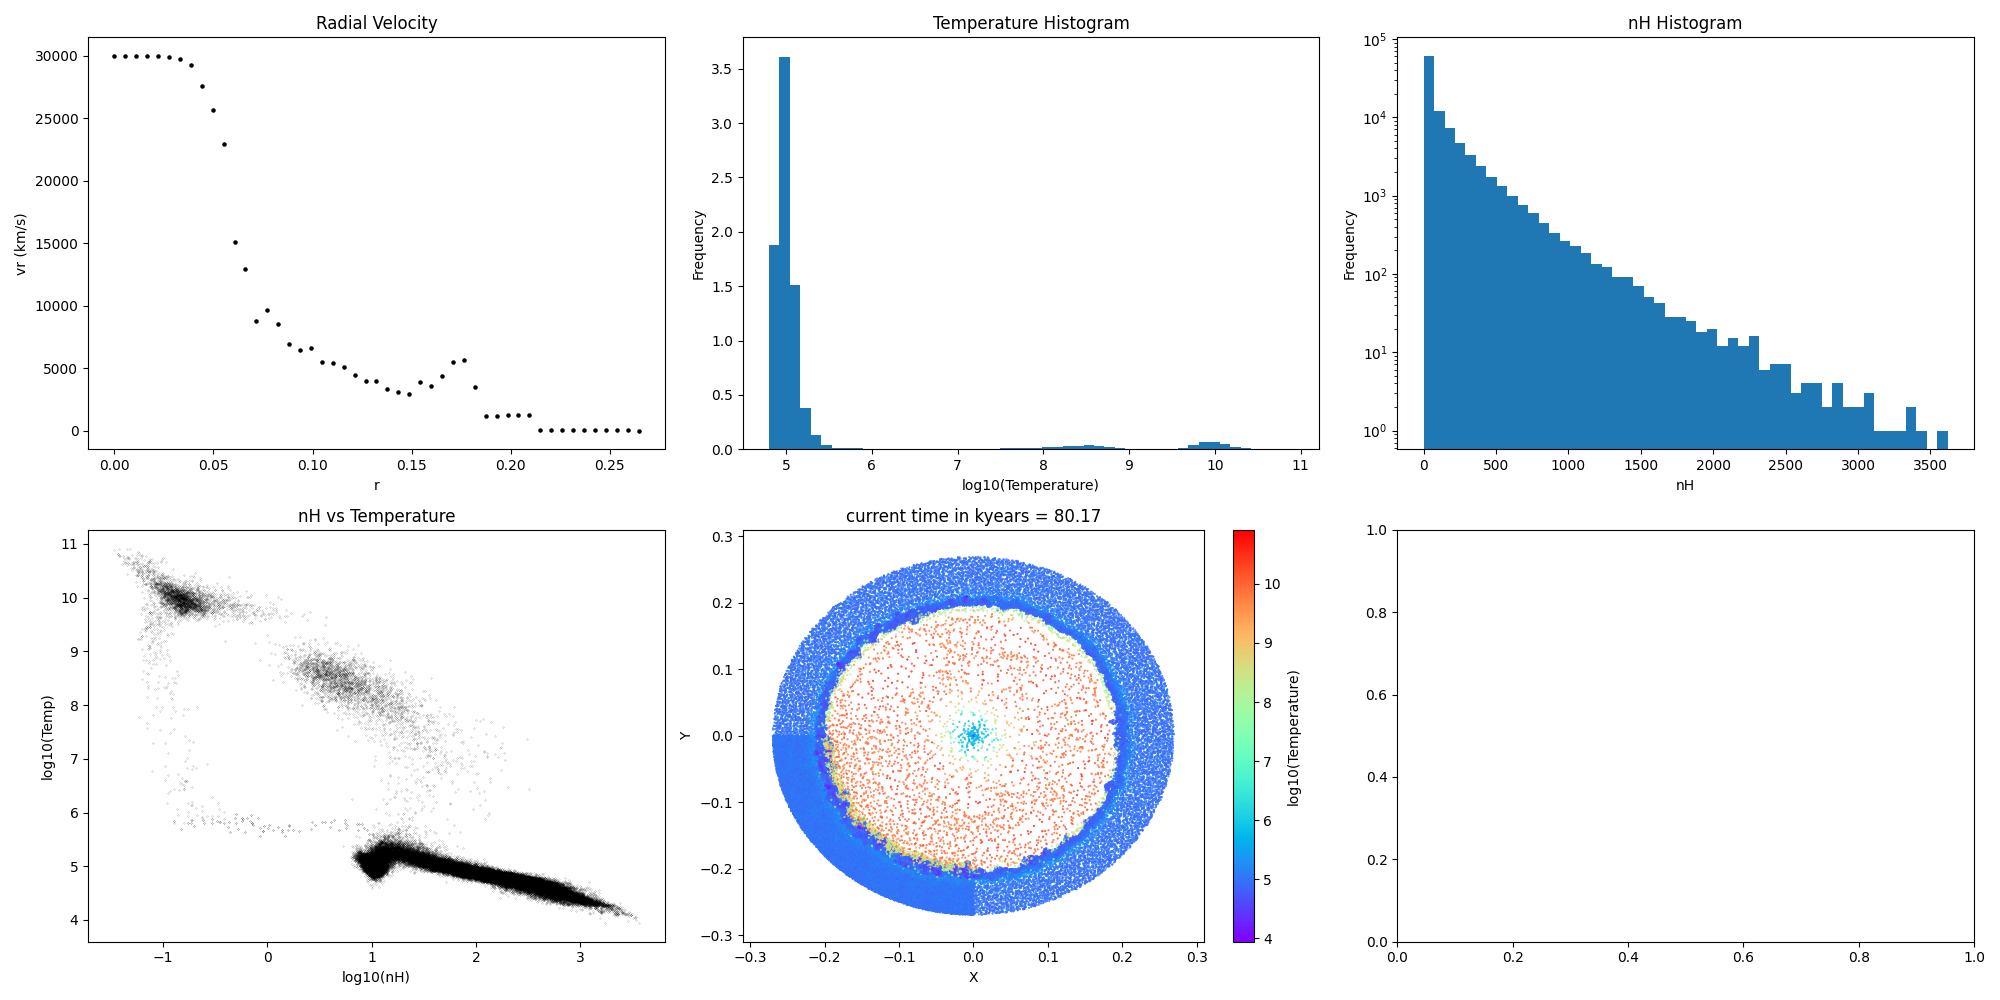 Radial Velocity
30000
25000
20000
15000
10000
5000
0
vr (km/s)
0.00 0.05 0.10 0.15 0.20 0.25
r
Temperature Histogram
3.5
3.0
2.5
2.0
1.5
1.0
0.5
0.0
Frequency
5 6 7 8 9 10 11
log10(Temperature)
nH Histogram
10^5
10^4
10^3
10^2
10^1
10^0
Frequency
0 500 1000 1500 2000 2500 3000 3500
nH
nH vs Temperature
11
10
9
8
7
6
5
4
log10(Temp)
−1 0 1 2 3
log10(nH)
current time in kyears = 80.17
0.3
0.2
0.1
0.0
−0.1
−0.2
−0.3
Y
−0.3 −0.2 −0.1 0.0 0.1 0.2 0.3
X
10
9
8
7
6
5
4
log10(Temperature)
1.0
0.8
0.6
0.4
0.2
0.0
0.0 0.2 0.4 0.6 0.8 1.0